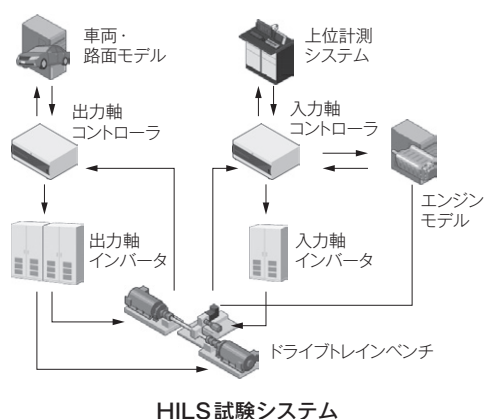 車両・
路面モデル
上位計測
システム
出力軸
コントローラ
入力軸
コントローラ
エンジン
モデル
出力軸
インバータ
入力軸
インバータ
ドライブトレインベンチ
HILS試験システム